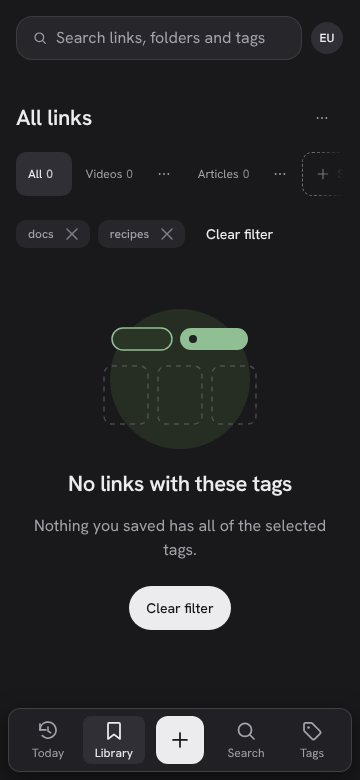 Search links, folders and tags
EU
All links
All 0
Videos 0
Articles 0
docs
recipes
Clear filter
No links with these tags
Nothing you saved has all of the selected
tags.
Clear filter
Today
Library
Search
Tags